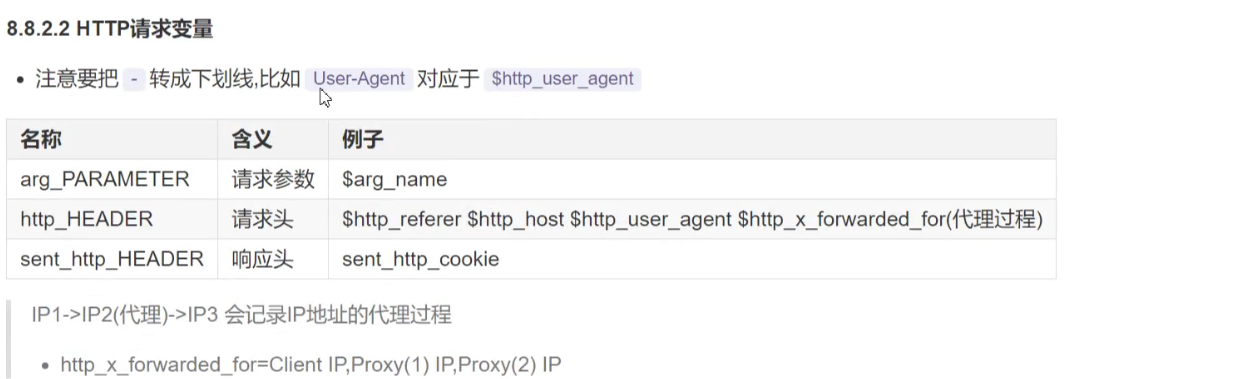 8.8.2.2 HTTP请求变量
注意要把 - 转成下划线,比如 User-Agent 对应于 $http_user_agent
名称 含义 例子
arg_PARAMETER 请求参数 $arg_name
http_HEADER 请求头 $http_referer $http_host $http_user_agent $http_x_forwarded_for(代理过程)
sent_http_HEADER 响应头 sent_http_cookie
IP1->IP2(代理)->IP3 会记录IP地址的代理过程
http_x_forwarded_for=Client IP,Proxy(1) IP,Proxy(2) IP